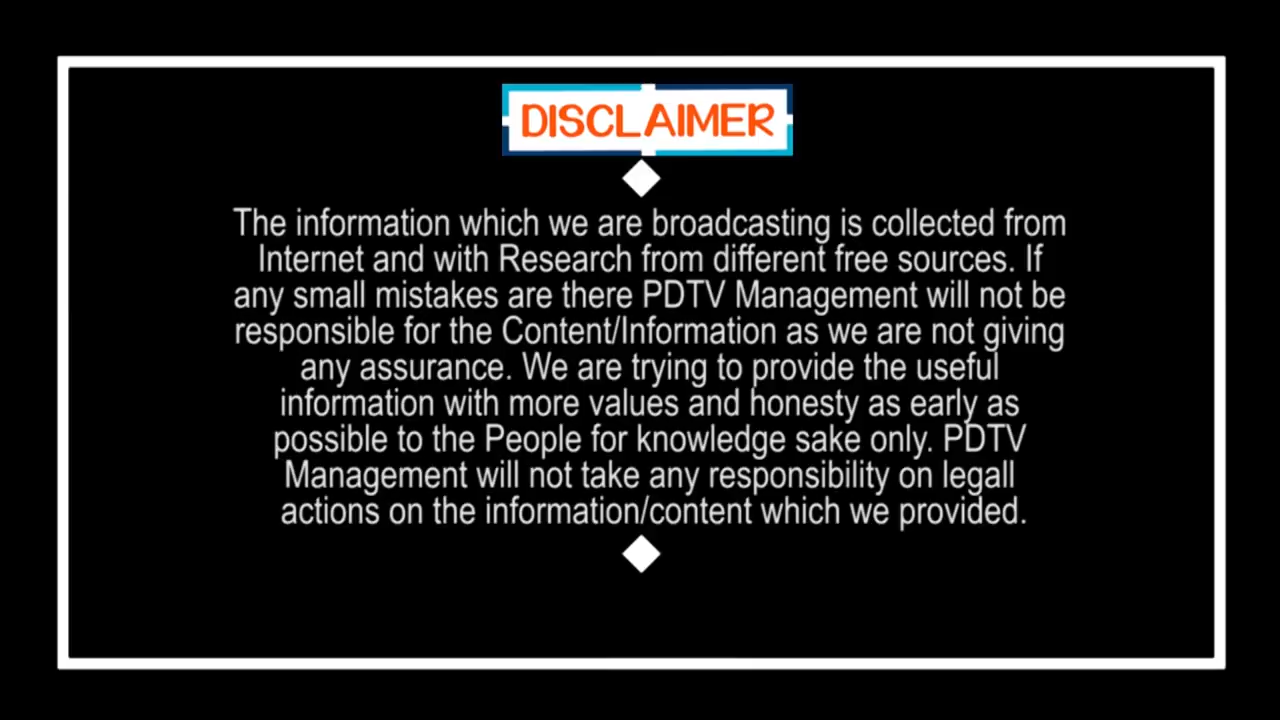 DISCLAIMER
The information which we are broadcasting is collected from
Internet and with Research from different free sources. If
any small mistakes are there PDTV Management will not be
responsible for the Content/Information as we are not giving
any assurance. We are trying to provide the useful
information with more values and honesty as early as
possible to the People for knowledge sake only. PDTV
Management will not take any responsibility on legall
actions on the information/content which we provided.